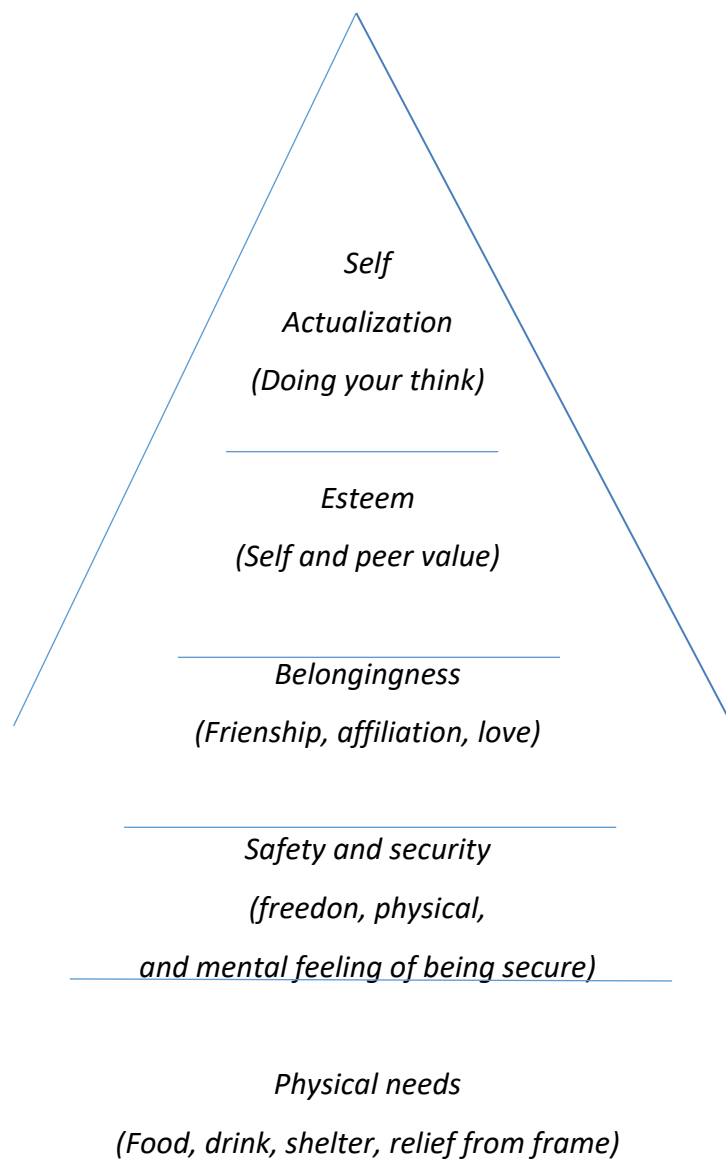 Self
Actualization
(Doing your think)
Esteem
(Self and peer value)
Belongingness
(Frienship, affiliation, love)
Safety and security
(freedon, physical,
and mental feeling of being secure)
Physical needs
(Food, drink, shelter, relief from frame)